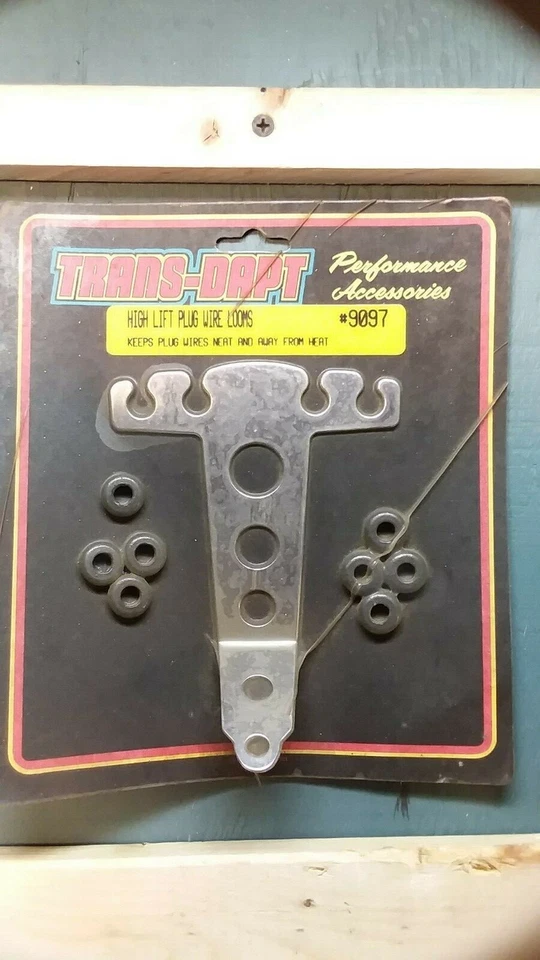 TRANS-DAPT
Performance
Accessories
HIGH LIFT PLUG WIRE LOOMS #9097
KEEPS PLUG WIRES NEAT AND AWAY FROM HEAT